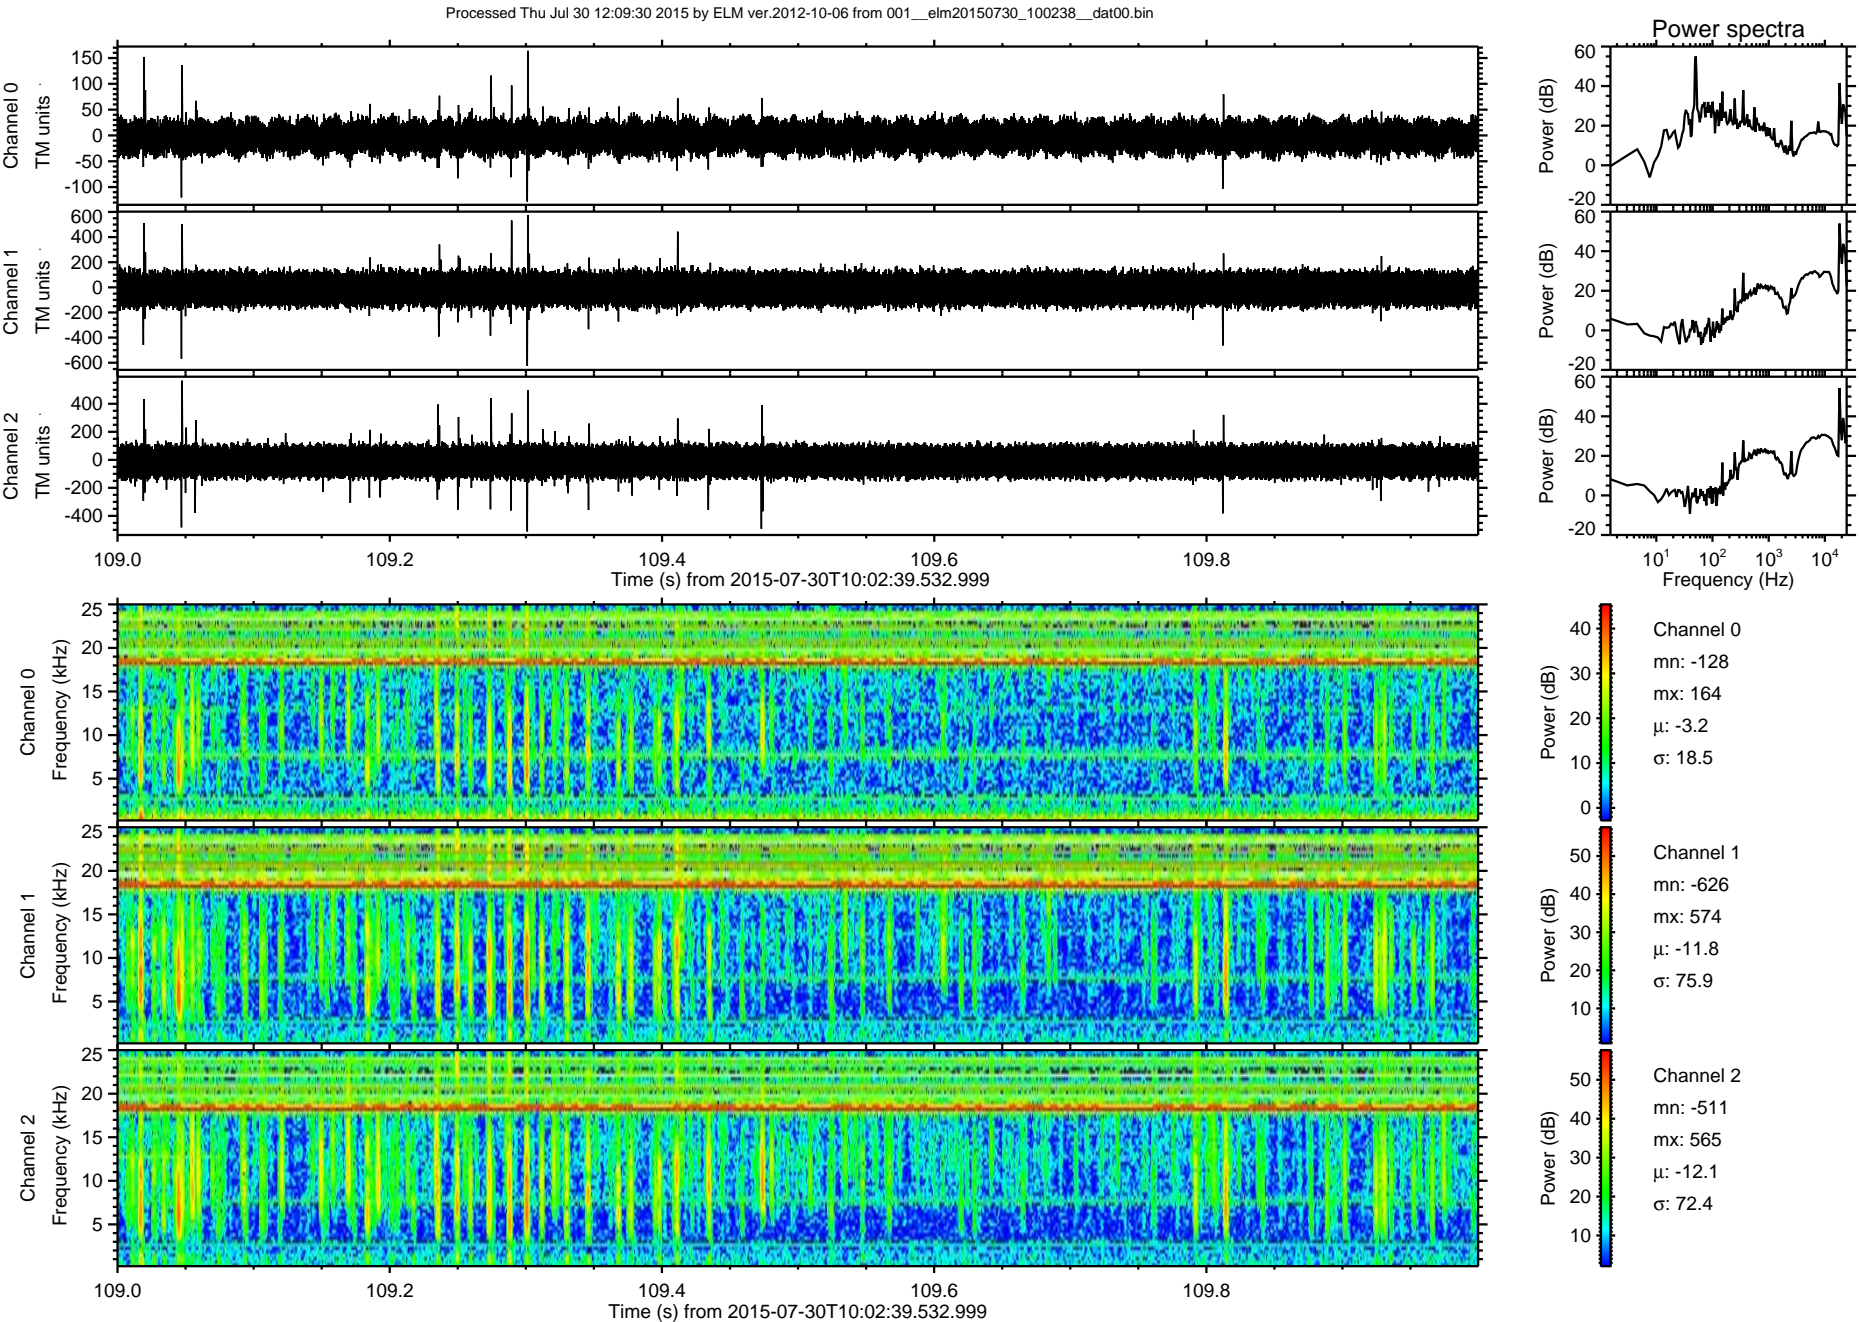 Processed Thu Jul 30 12:09:30 2015 by ELM ver.2012-10-06 from 001__elm20150730_100238__dat00.bin
Power spectra
Channel 0
TM units
150
100
50
0
-50
-100
Power (dB)
60
40
20
0
-20
Channel 1
TM units
600
400
200
0
-200
-400
-600
Power (dB)
60
40
20
0
-20
Channel 2
TM units
400
200
0
-200
-400
Power (dB)
60
40
20
0
-20
109.0 109.2 109.4 109.6 109.8
Time (s) from 2015-07-30T10:02:39.532.999
10¹ 10² 10³ 10⁴
Frequency (Hz)
Channel 0
Frequency (kHz)
25
20
15
10
5
Power (dB)
40
30
20
10
0
Channel 0
mn: -128
mx: 164
μ: -3.2
σ: 18.5
Channel 1
Frequency (kHz)
25
20
15
10
5
Power (dB)
50
40
30
20
10
Channel 1
mn: -626
mx: 574
μ: -11.8
σ: 75.9
Channel 2
Frequency (kHz)
25
20
15
10
5
Power (dB)
50
40
30
20
10
Channel 2
mn: -511
mx: 565
μ: -12.1
σ: 72.4
109.0 109.2 109.4 109.6 109.8
Time (s) from 2015-07-30T10:02:39.532.999